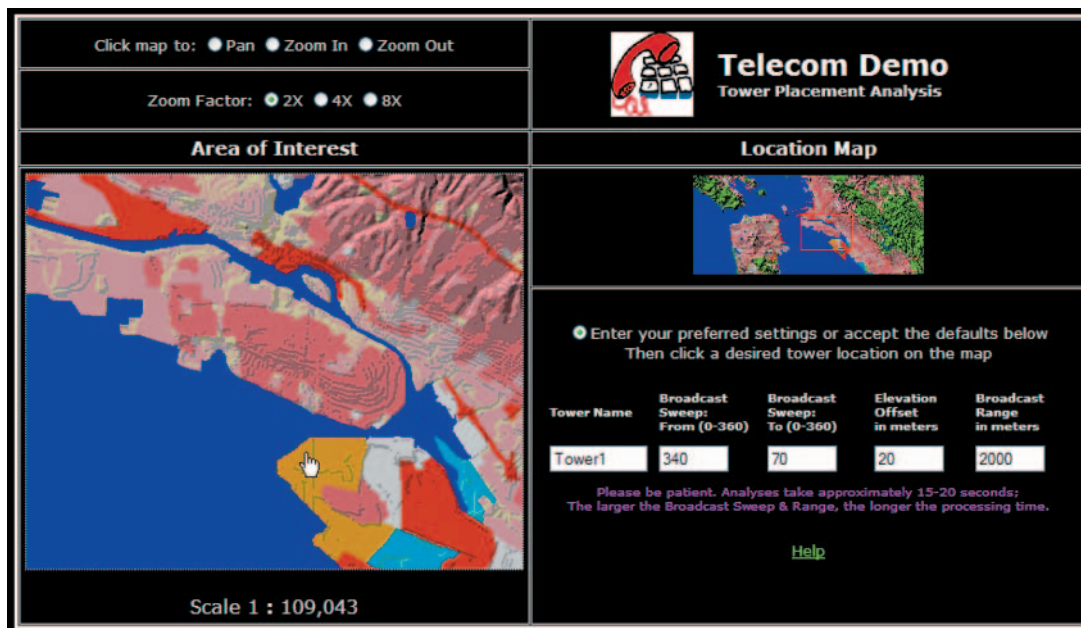 Click map to: Pan Zoom In Zoom Out
Zoom Factor: 2X 4X 8X
Telecom Demo
Tower Placement Analysis
Area of Interest
Location Map
Enter your preferred settings or accept the defaults below
Then click a desired tower location on the map
Tower Name
Broadcast Sweep: From (0-360)
Broadcast Sweep: To (0-360)
Elevation Offset in meters
Broadcast Range in meters
Tower1
340
70
20
2000
Please be patient. Analyses take approximately 15-20 seconds;
The larger the Broadcast Sweep & Range, the longer the processing time.
Help
Scale 1 : 109,043